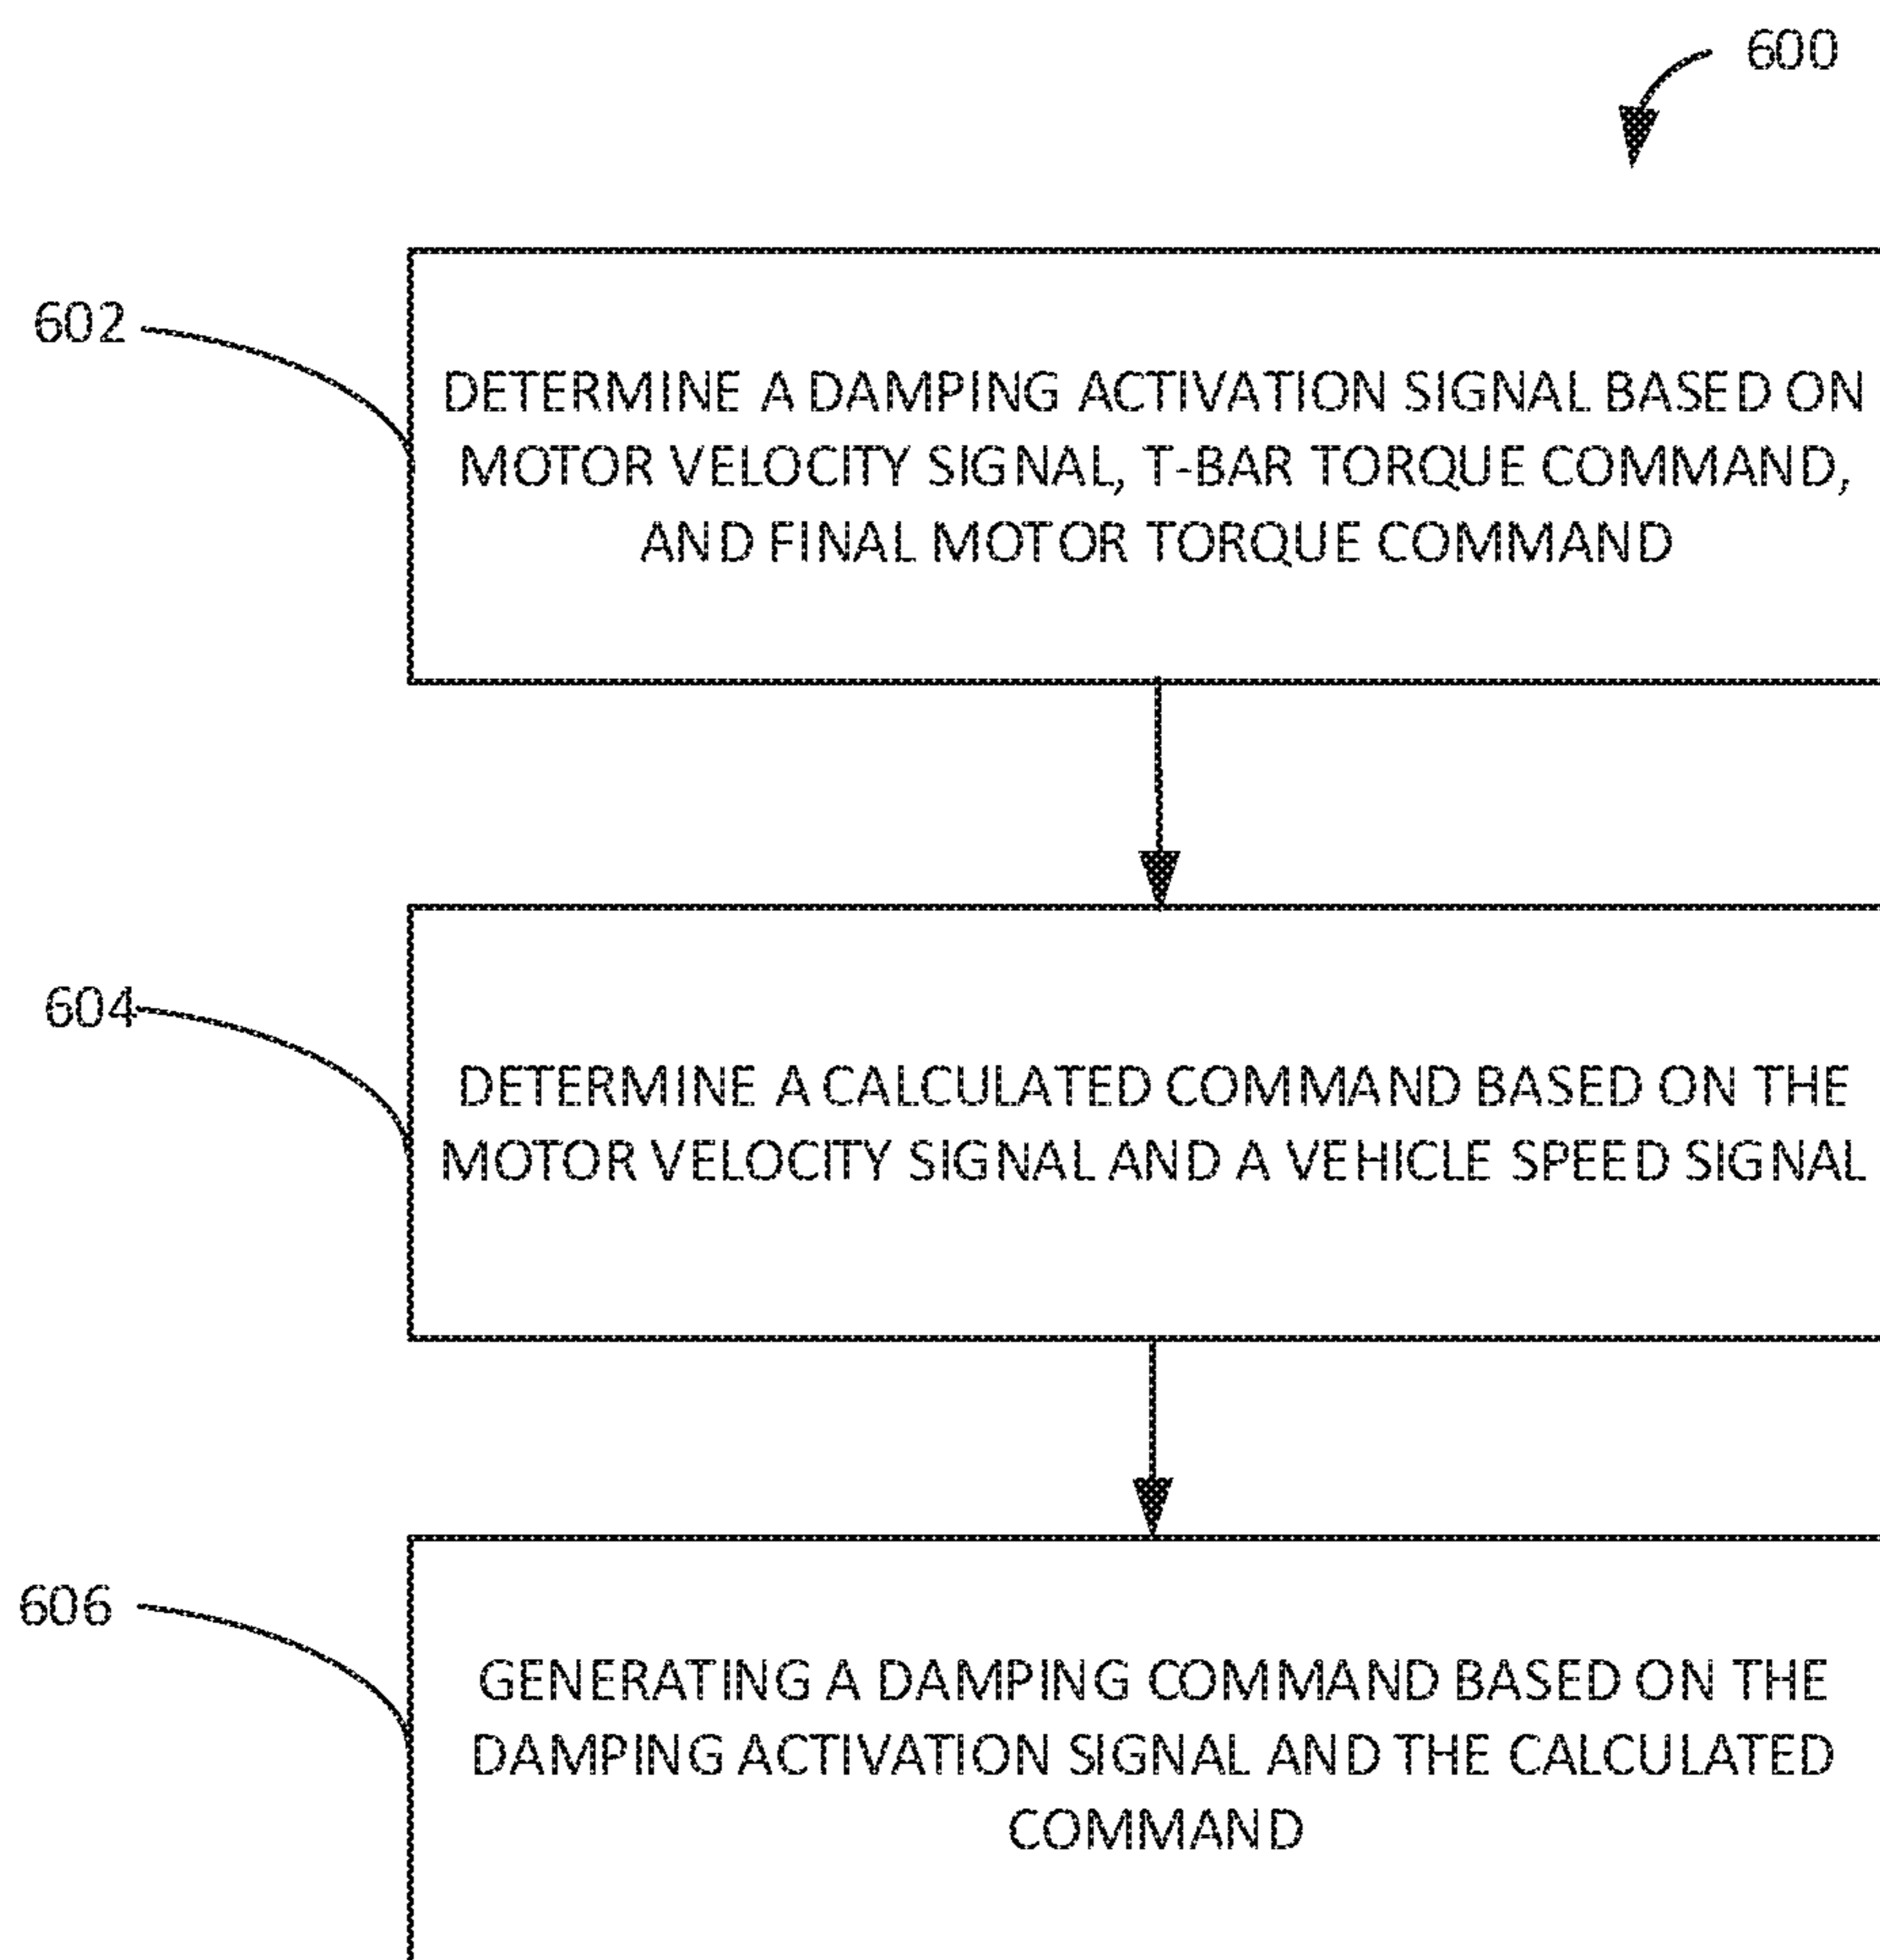 600
602
DETERMINE A DAMPING ACTIVATION SIGNAL BASED ON
MOTOR VELOCITY SIGNAL, T-BAR TORQUE COMMAND,
AND FINAL MOTOR TORQUE COMMAND
604
DETERMINE A CALCULATED COMMAND BASED ON THE
MOTOR VELOCITY SIGNAL AND A VEHICLE SPEED SIGNAL
606
GENERATING A DAMPING COMMAND BASED ON THE
DAMPING ACTIVATION SIGNAL AND THE CALCULATED
COMMAND